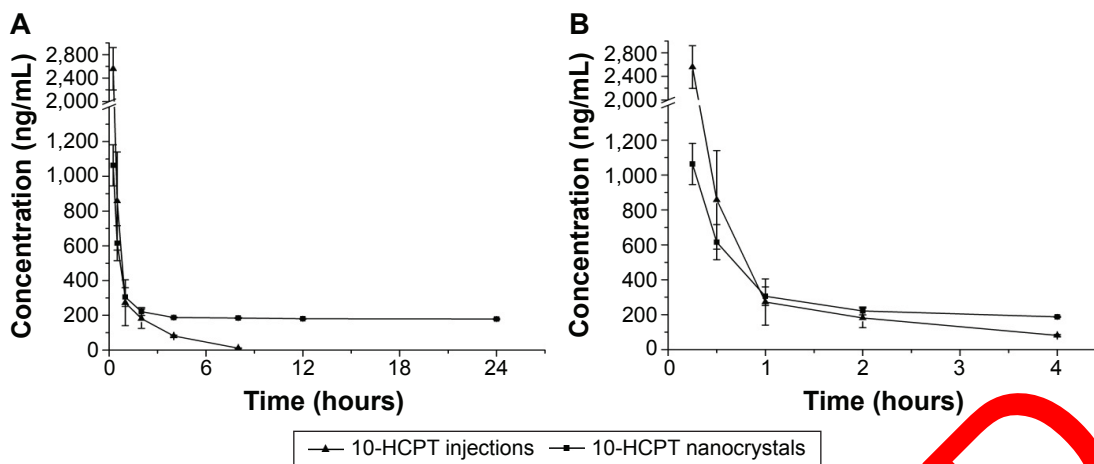 A
B
Concentration (ng/mL)
2,800
2,400
2,000
1,200
1,000
800
600
400
200
0
0 6 12 18 24
Time (hours)
Concentration (ng/mL)
2,800
2,400
2,000
1,200
1,000
800
600
400
200
0
0 1 2 3 4
Time (hours)
10-HCPT injections 10-HCPT nanocrystals